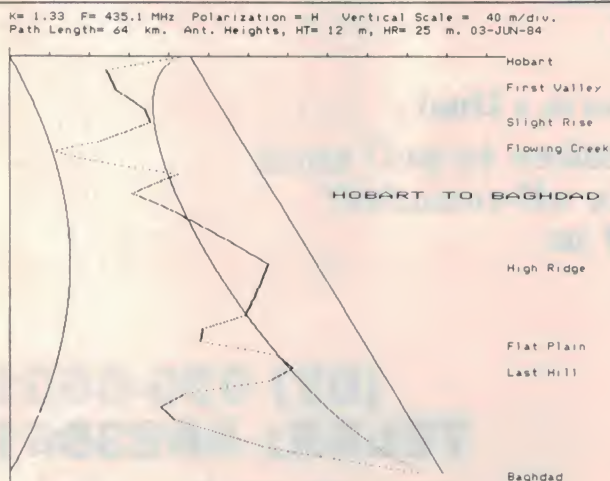 K= 1.33 F= 435.1 MHz Polarization = H Vertical Scale = 40 m/div.
Path Length= 64 km. Ant. Heights, HT= 12 m, HR= 25 m. 03-JUN-84
Hobart
First Valley
Slight Rise
Flowing Creek
HOBART TO BAGHDAD
High Ridge
Flat Plain
Last Hill
Baghdad